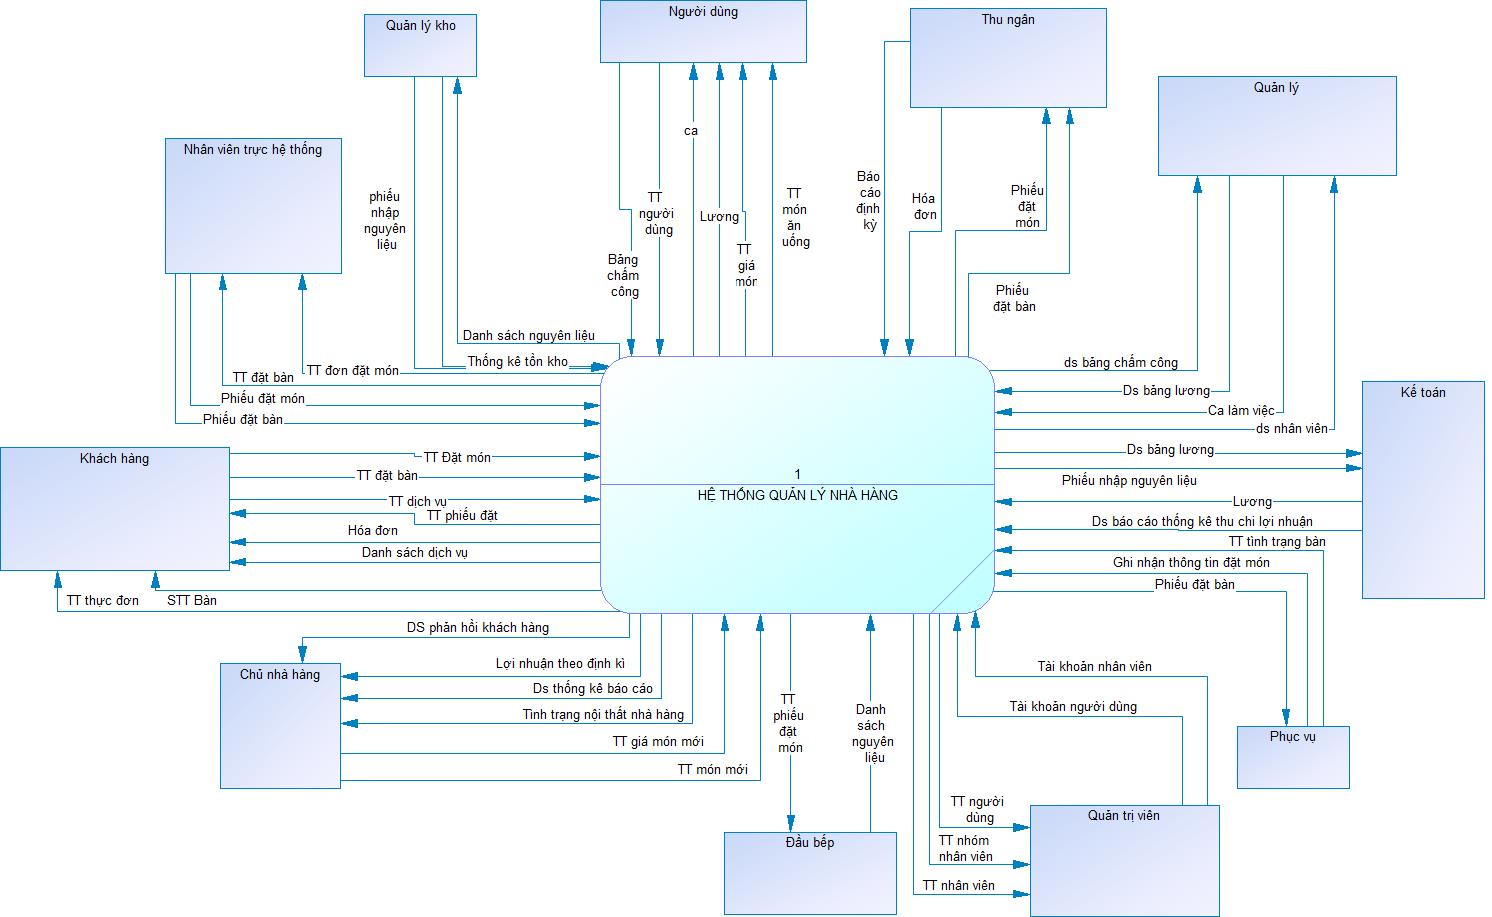 Người dùng
Thu ngân
Quản lý kho
Quản lý
ca
Nhân viên trực hệ thống
phiếu
nhập
nguyên
liệu
TT
người
dùng
Lương
TT
món
ăn
uống
Báo
cáo
định
kỳ
Hóa
đơn
Phiếu
đặt
món
Bảng
chấm
công
TT
giá
món
Phiếu
đặt bàn
Danh sách nguyên liệu
Thống kê tồn kho
TT đơn đặt món
TT đặt bàn
Phiếu đặt món
Phiếu đặt bàn
ds bảng chấm công
Ds bảng lương
Ca làm việc
ds nhân viên
Kế toán
Khách hàng
TT Đặt món
TT đặt bàn
TT dịch vụ
TT phiếu đặt
Hóa đơn
Danh sách dịch vụ
TT thực đơn
STT Bàn
1
HỆ THỐNG QUẢN LÝ NHÀ HÀNG
Ds bảng lương
Phiếu nhập nguyên liệu
Lương
Ds báo cáo thống kê thu chi lợi nhuận
TT tình trạng bàn
Ghi nhận thông tin đặt món
Phiếu đặt bàn
DS phản hồi khách hàng
Lợi nhuận theo định kì
Chủ nhà hàng
Ds thống kê báo cáo
Tình trạng nội thất nhà hàng
TT giá món mới
TT món mới
TT
phiếu
đặt
món
Danh
sách
nguyên
liệu
Tài khoản nhân viên
Tài khoản người dùng
Phục vụ
TT người
dùng
TT nhóm
nhân viên
TT nhân viên
Quản trị viên
Đầu bếp